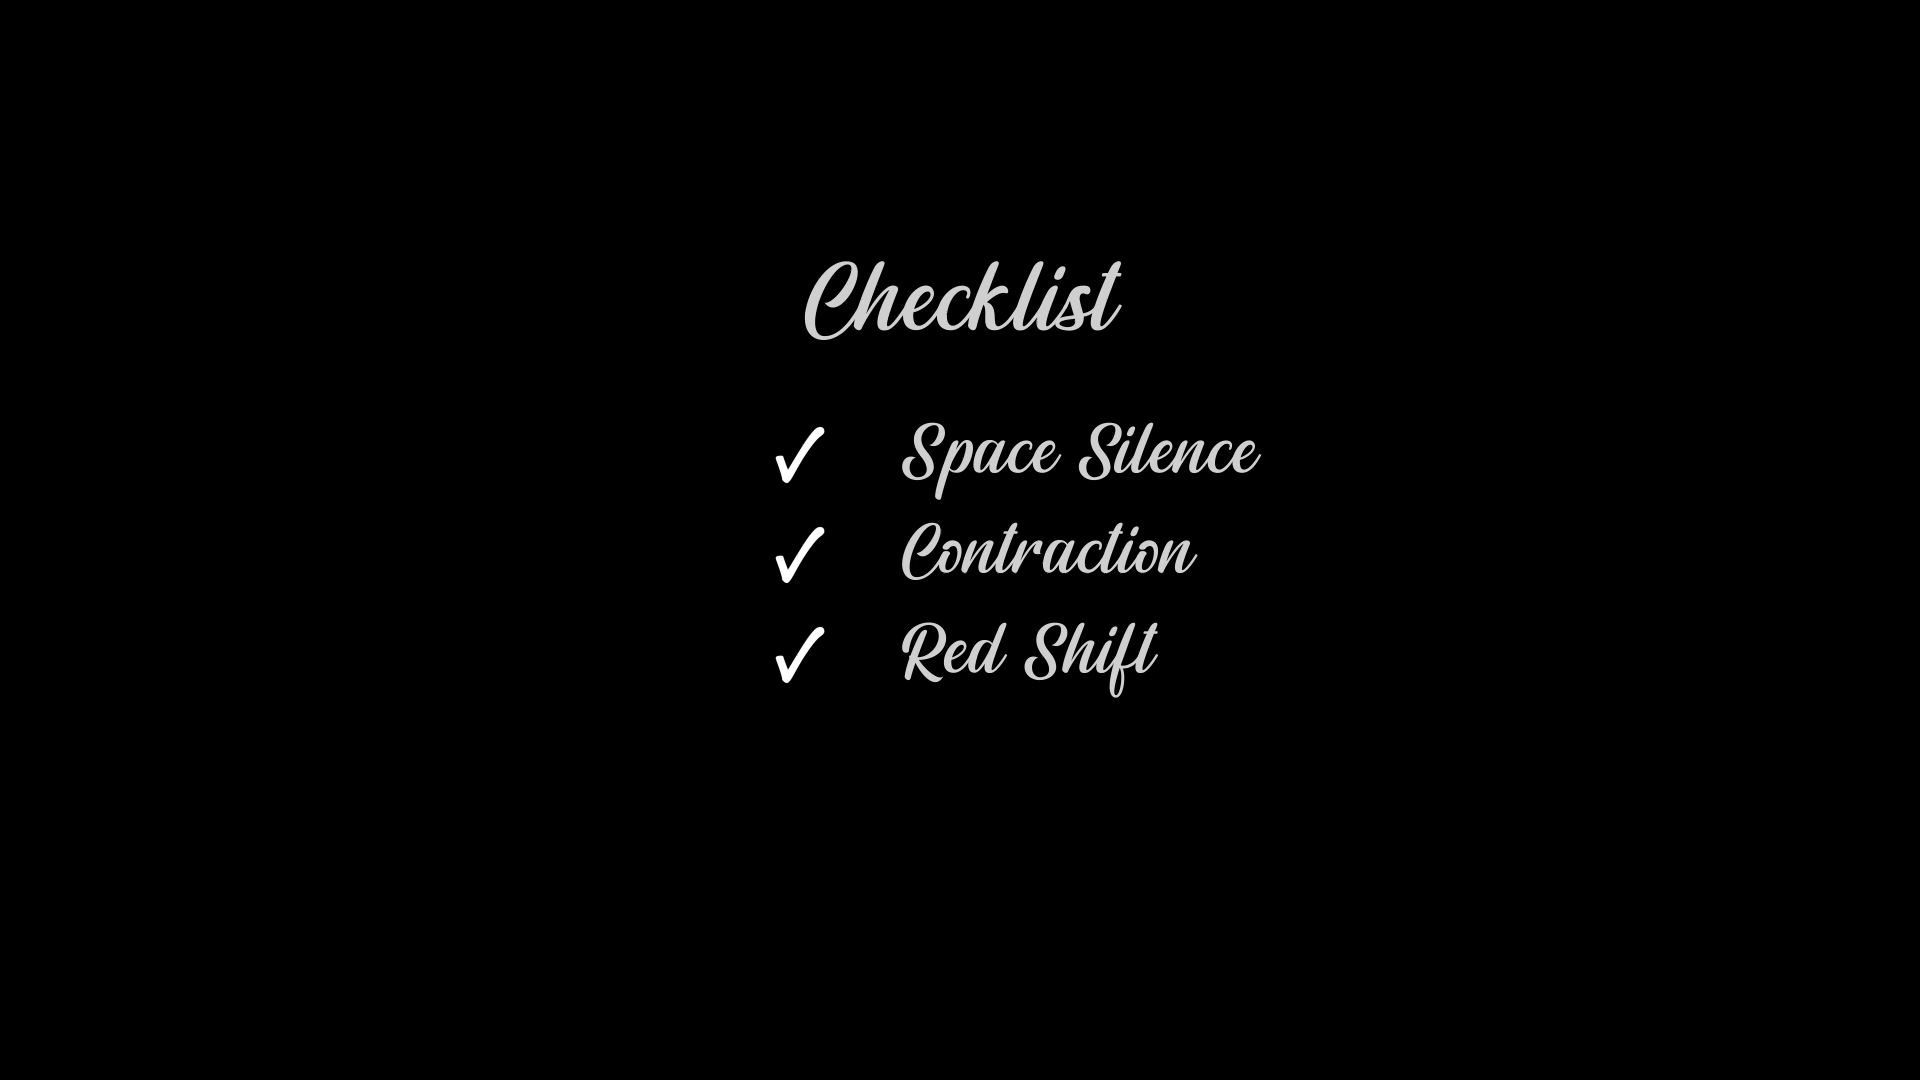 Checklist
✓ Space Silence
✓ Contraction
✓ Red Shift